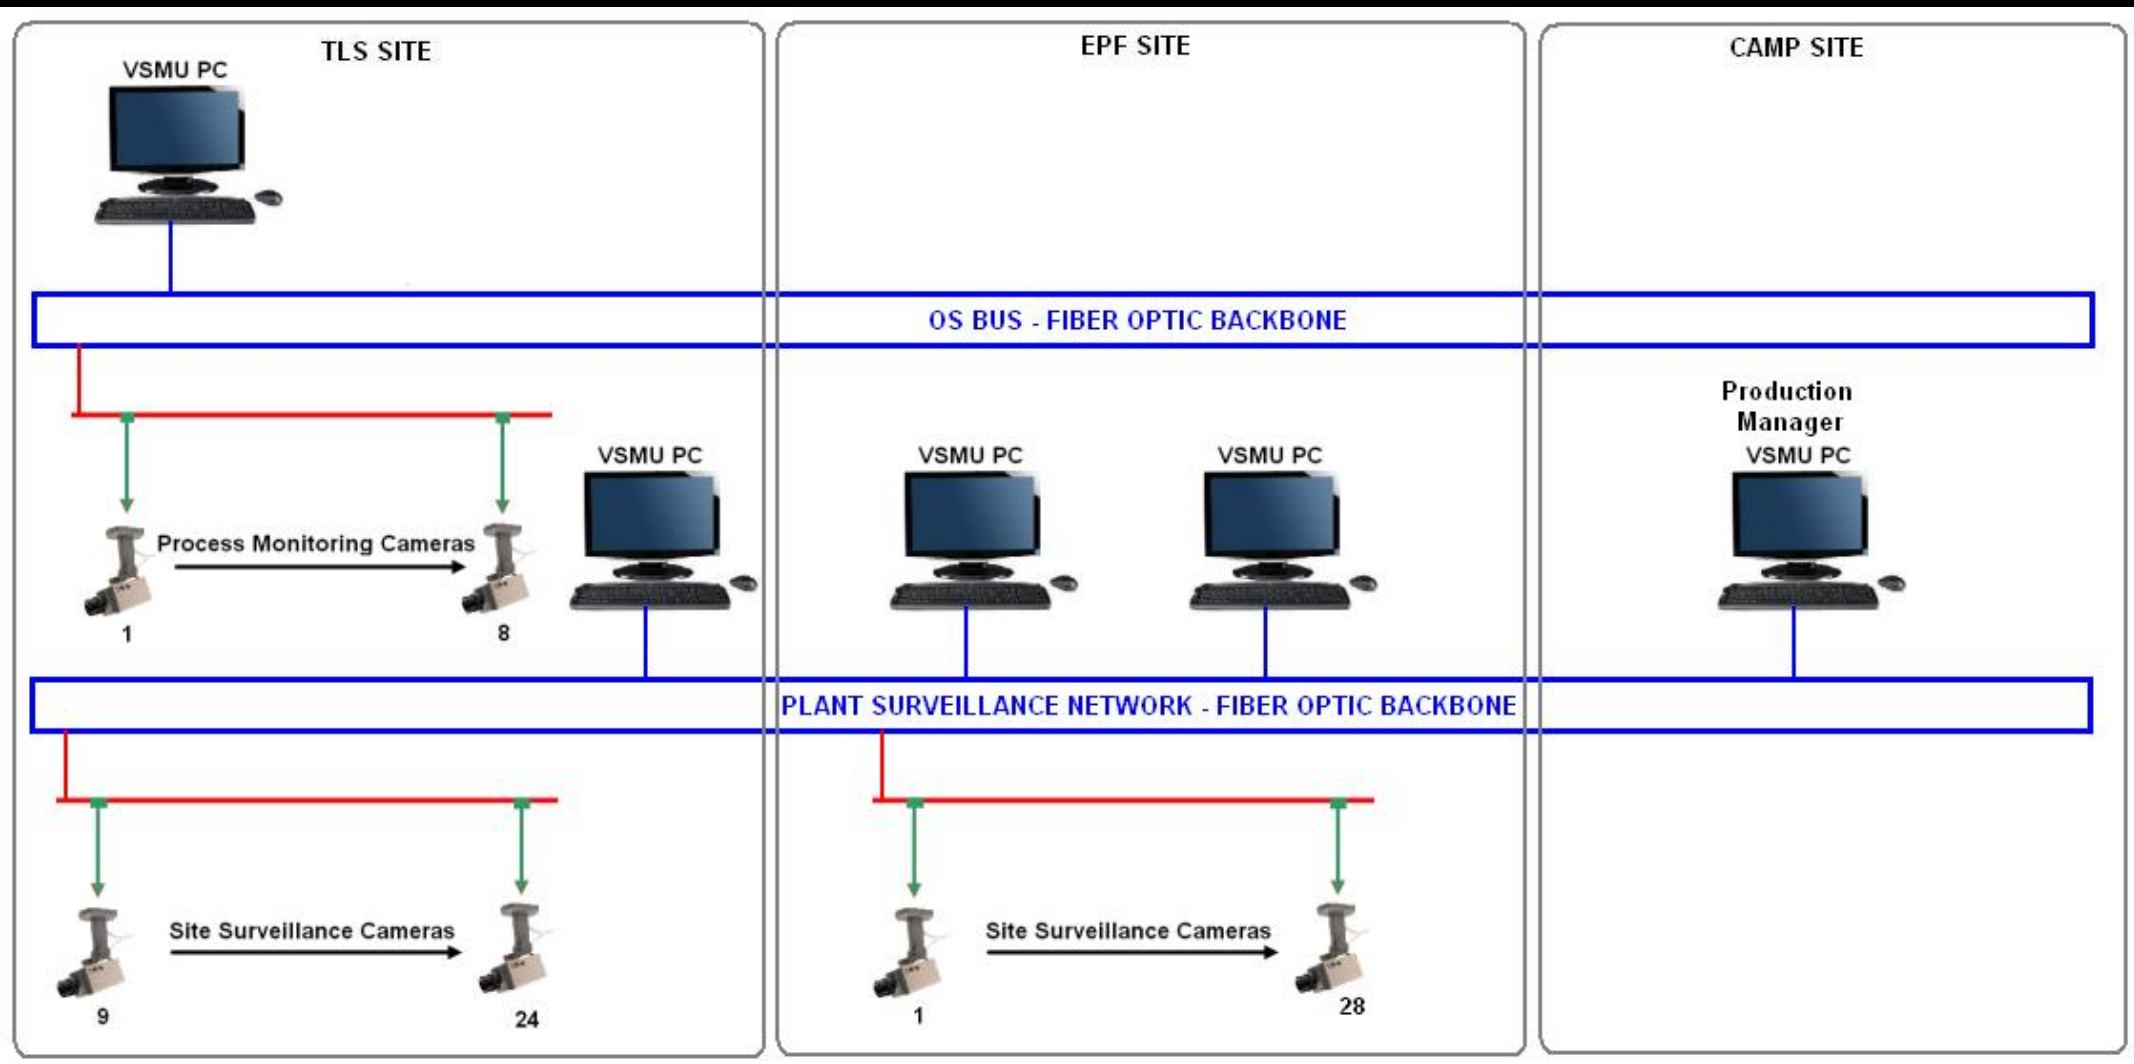 TLS SITE
EPF SITE
CAMP SITE
VSMU PC
OS BUS - FIBER OPTIC BACKBONE
Production
Manager
VSMU PC
VSMU PC
VSMU PC
VSMU PC
Process Monitoring Cameras
1
8
PLANT SURVEILLANCE NETWORK - FIBER OPTIC BACKBONE
Site Surveillance Cameras
9
24
Site Surveillance Cameras
1
28